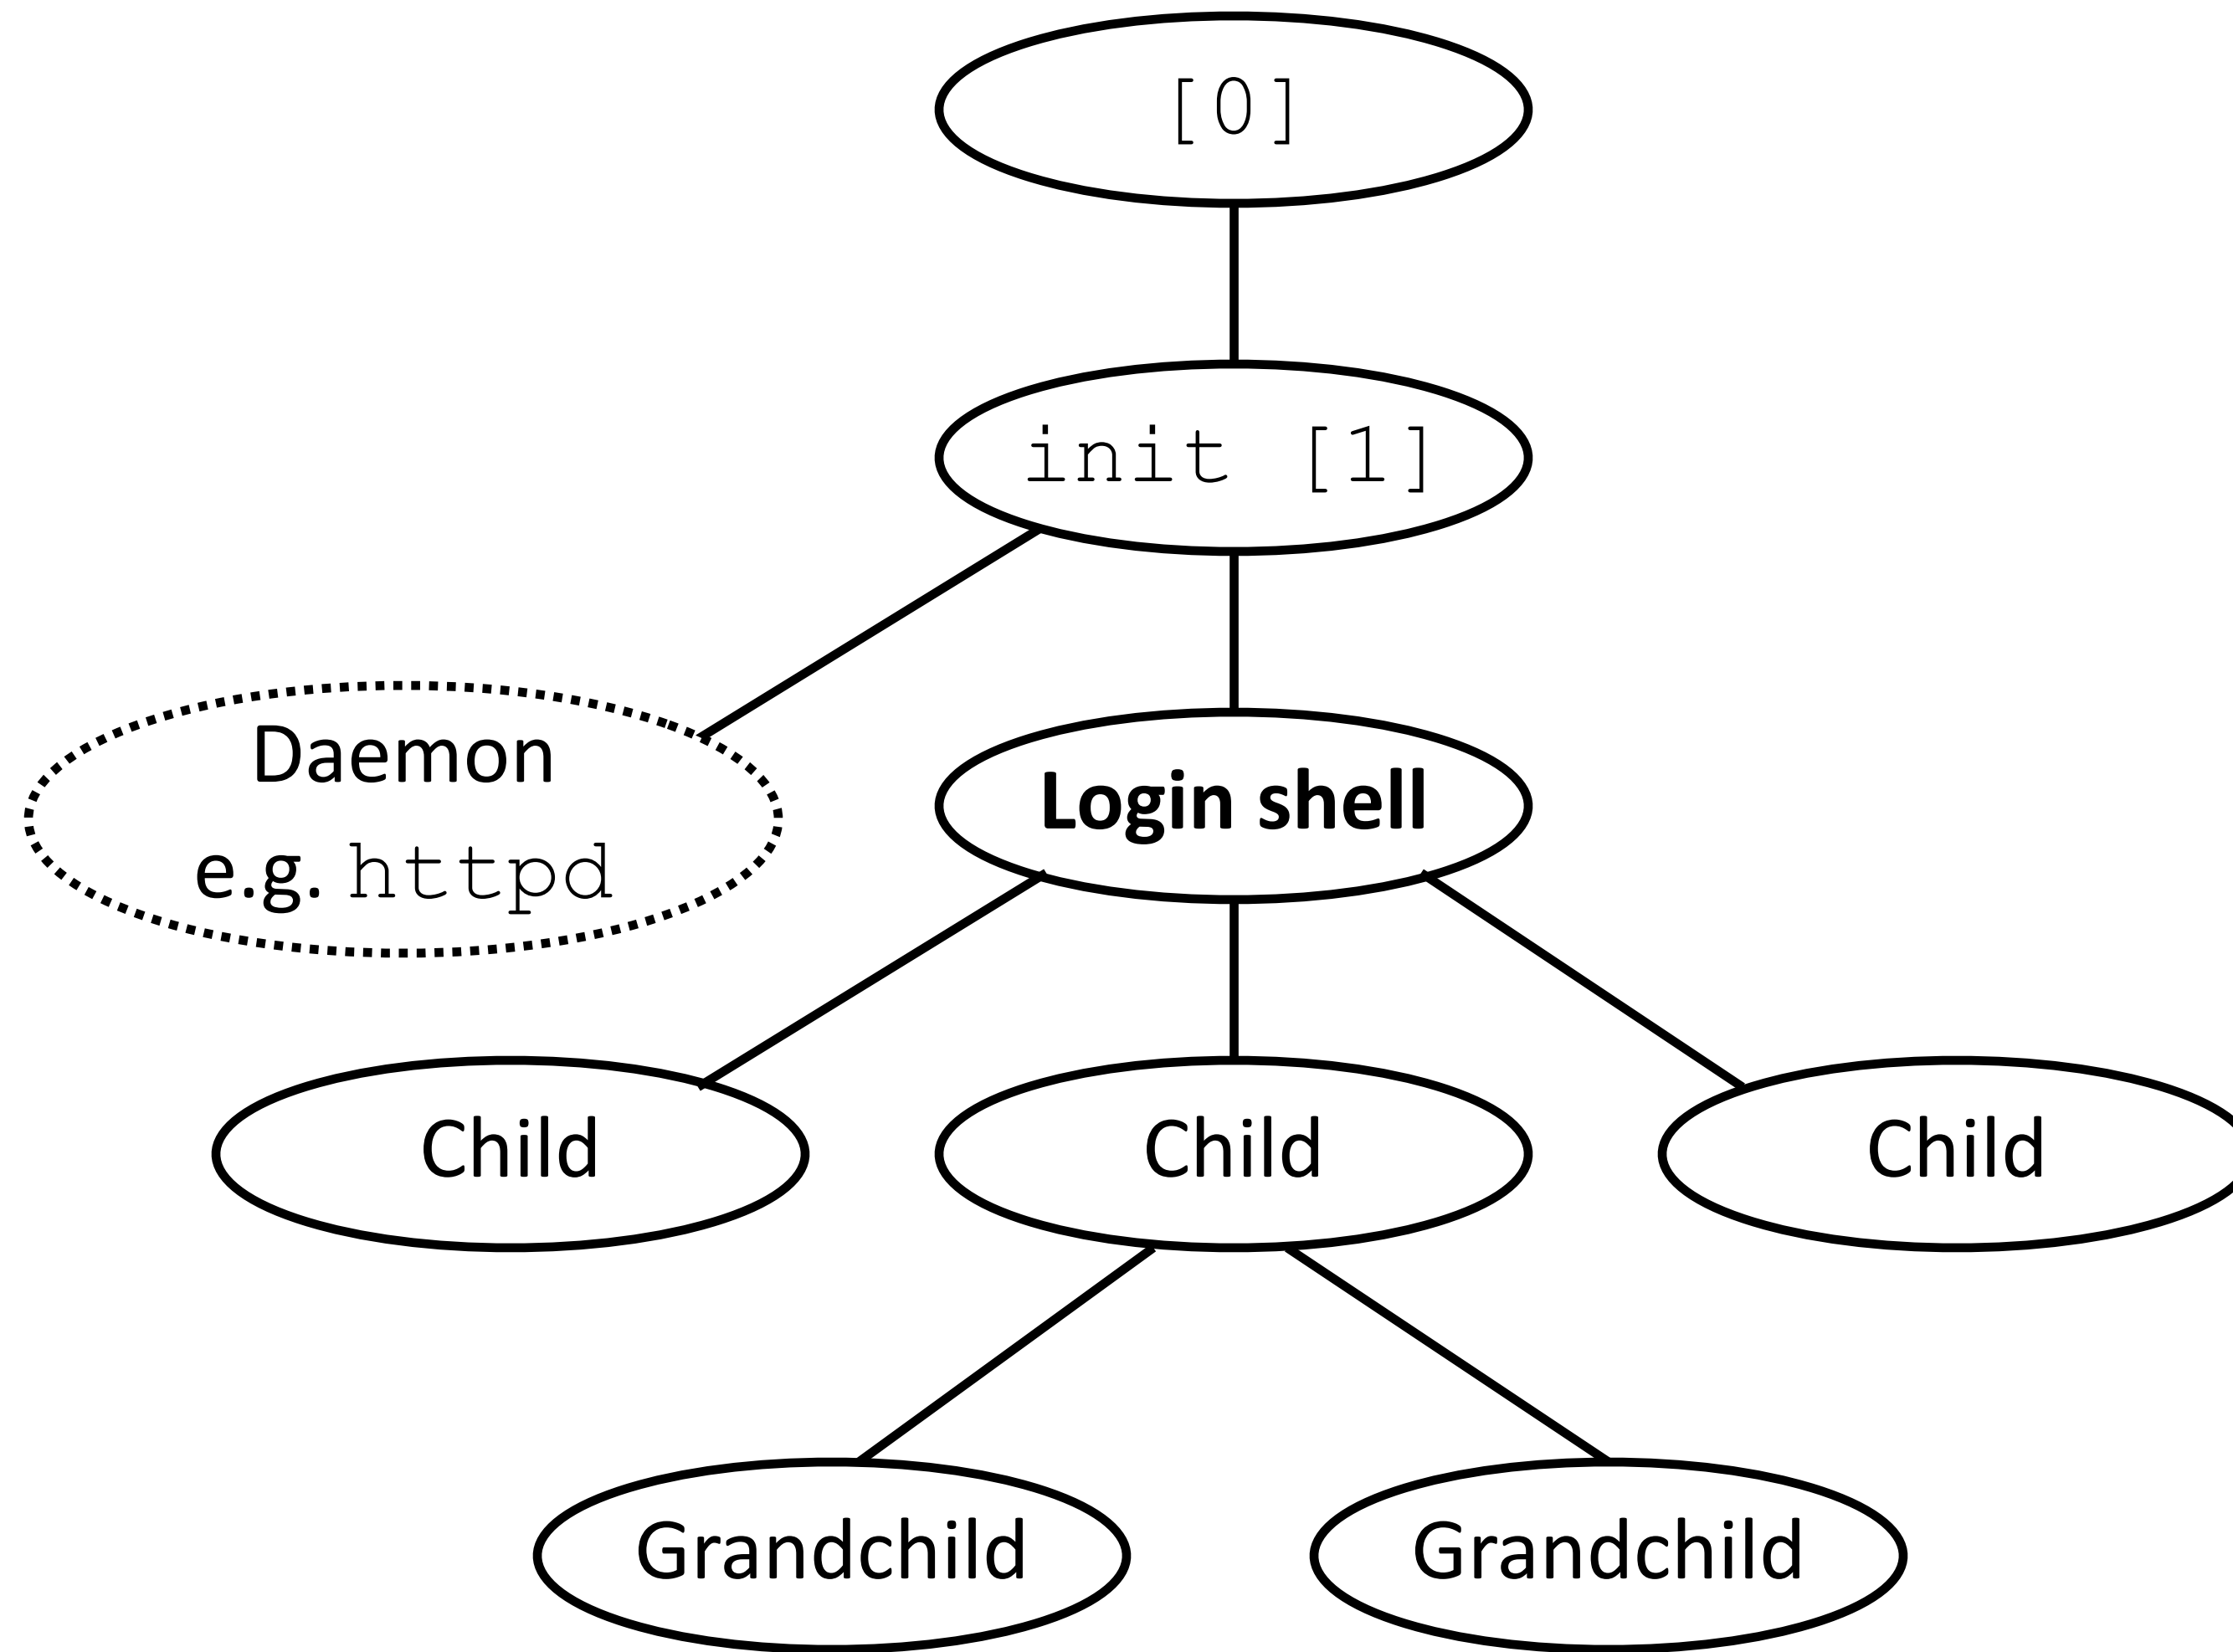 [0]
init [1]
Daemon
e.g. httpd
Login shell
Child
Child
Child
Grandchild
Grandchild